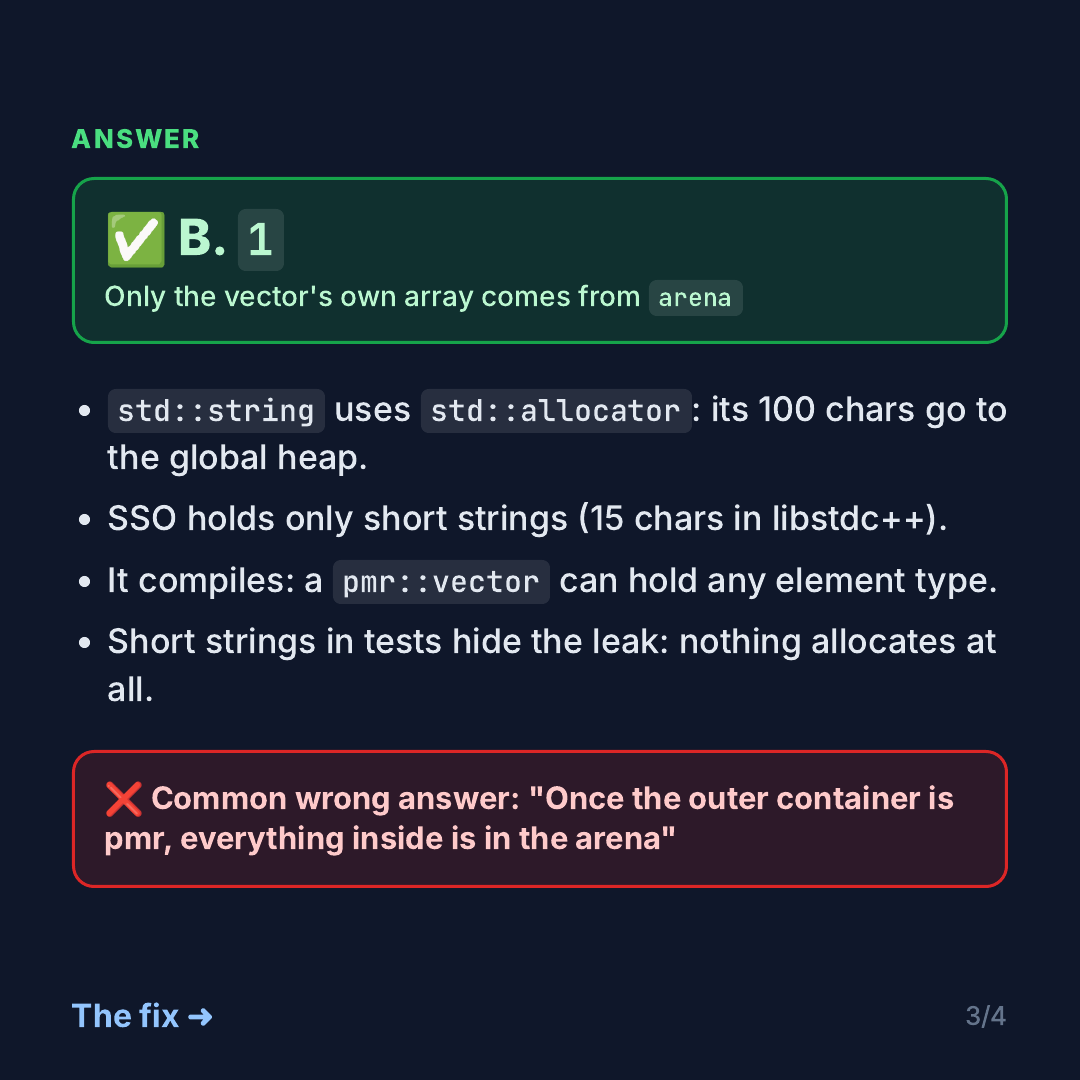 ANSWER
✅ B. 1
Only the vector's own array comes from arena
• std::string uses std::allocator: its 100 chars go to
the global heap.
• SSO holds only short strings (15 chars in libstdc++).
• It compiles: a pmr::vector can hold any element type.
• Short strings in tests hide the leak: nothing allocates at
all.
❌ Common wrong answer: "Once the outer container is
pmr, everything inside is in the arena"
The fix ➜
3/4